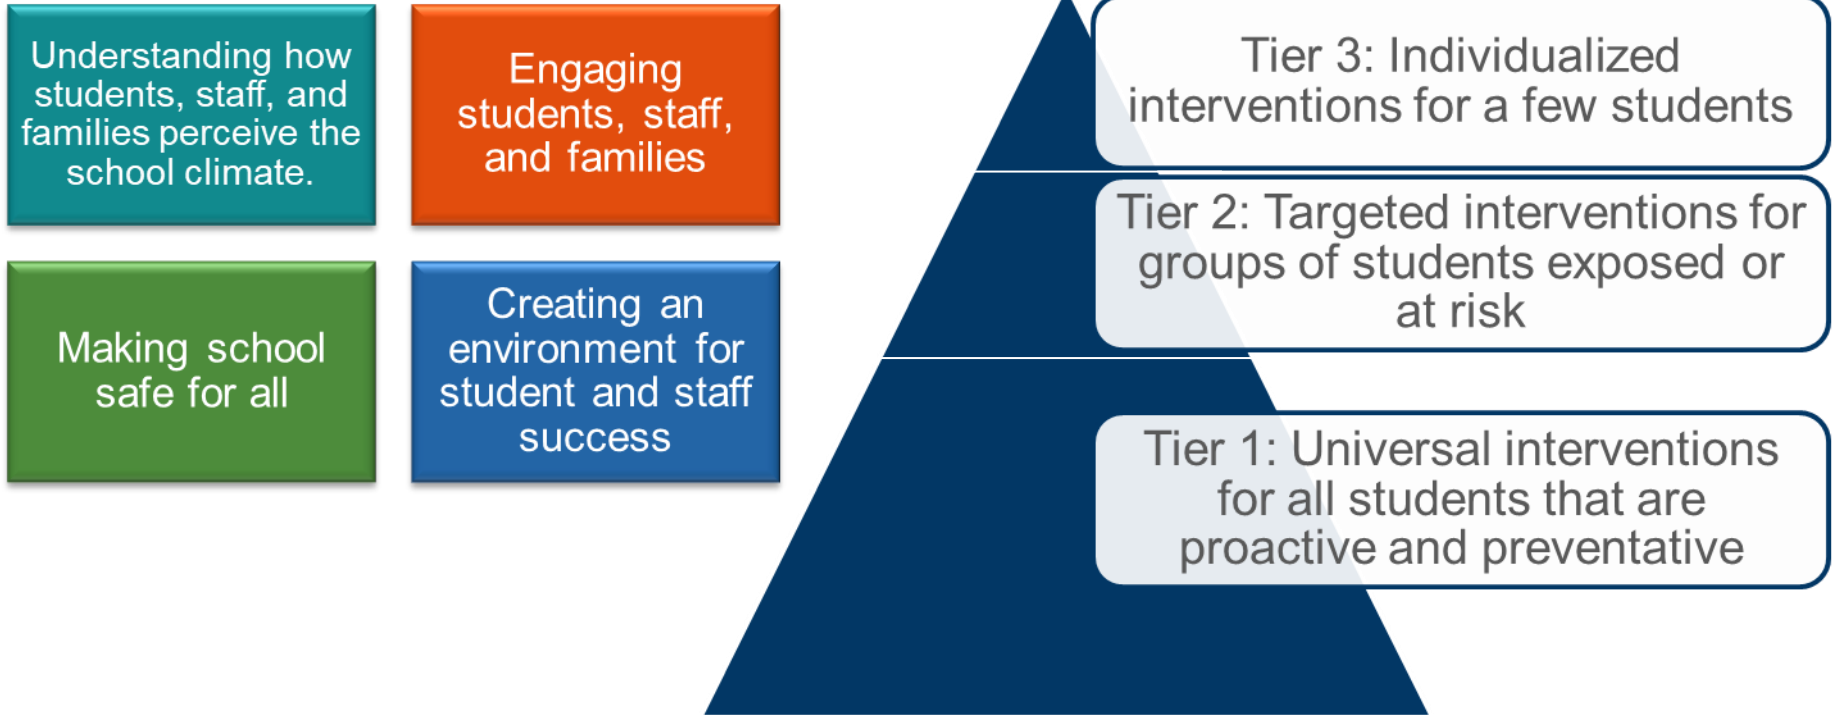 Understanding how
students, staff, and
families perceive the
school climate.
Engaging
students, staff,
and families
Making school
safe for all
Creating an
environment for
student and staff
success
Tier 3: Individualized
interventions for a few students
Tier 2: Targeted interventions for
groups of students exposed or
at risk
Tier 1: Universal interventions
for all students that are
proactive and preventative